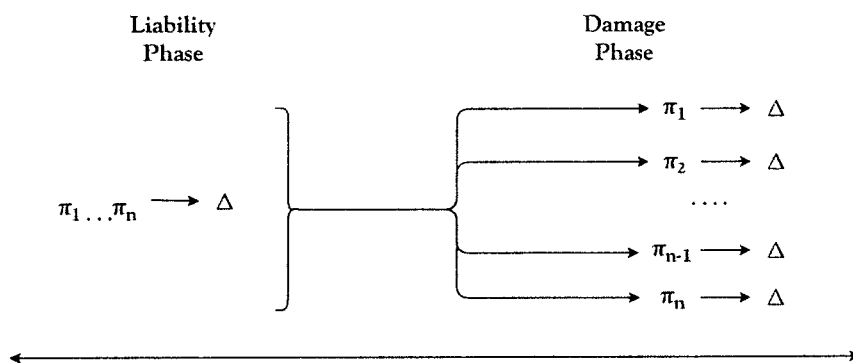 Liability
Phase
Damage
Phase
π₁ Δ
π₂ Δ
π₁...πₙ Δ
....
πₙ₋₁ Δ
πₙ Δ